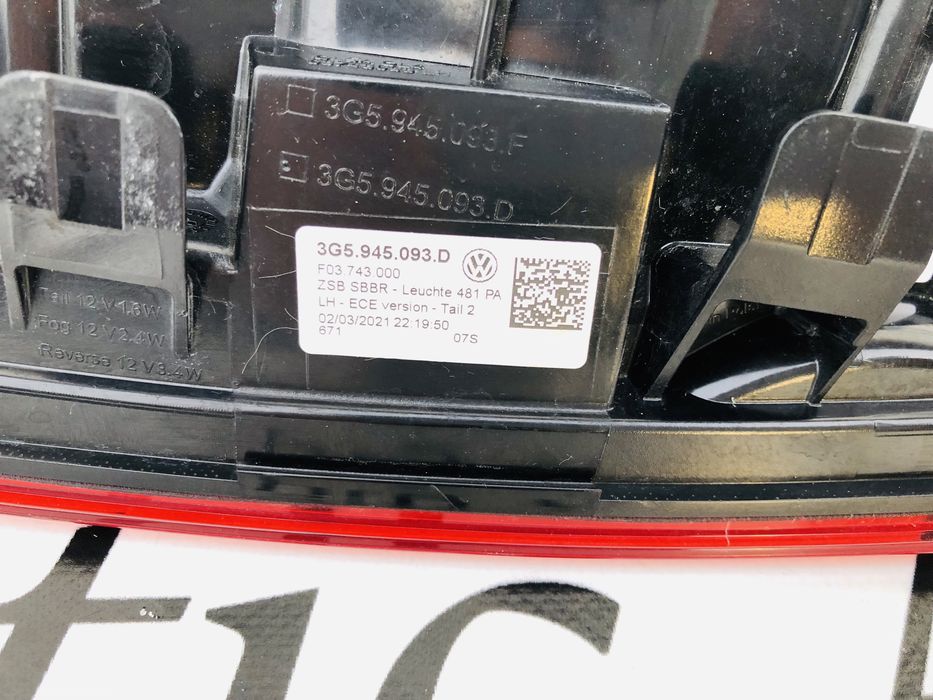 3G5.945.093.F
3G5.945.093.D
3G5.945.093.D
F03.743.000
ZSB SBBR - Leuchte 481 PA
LH - ECE version - Tail 2
02/03/2021 22:19:50
671 07S
Tail 12 V 1.6W
Fog 12 V 2.4W
Reverse 12 V3.4W
tic